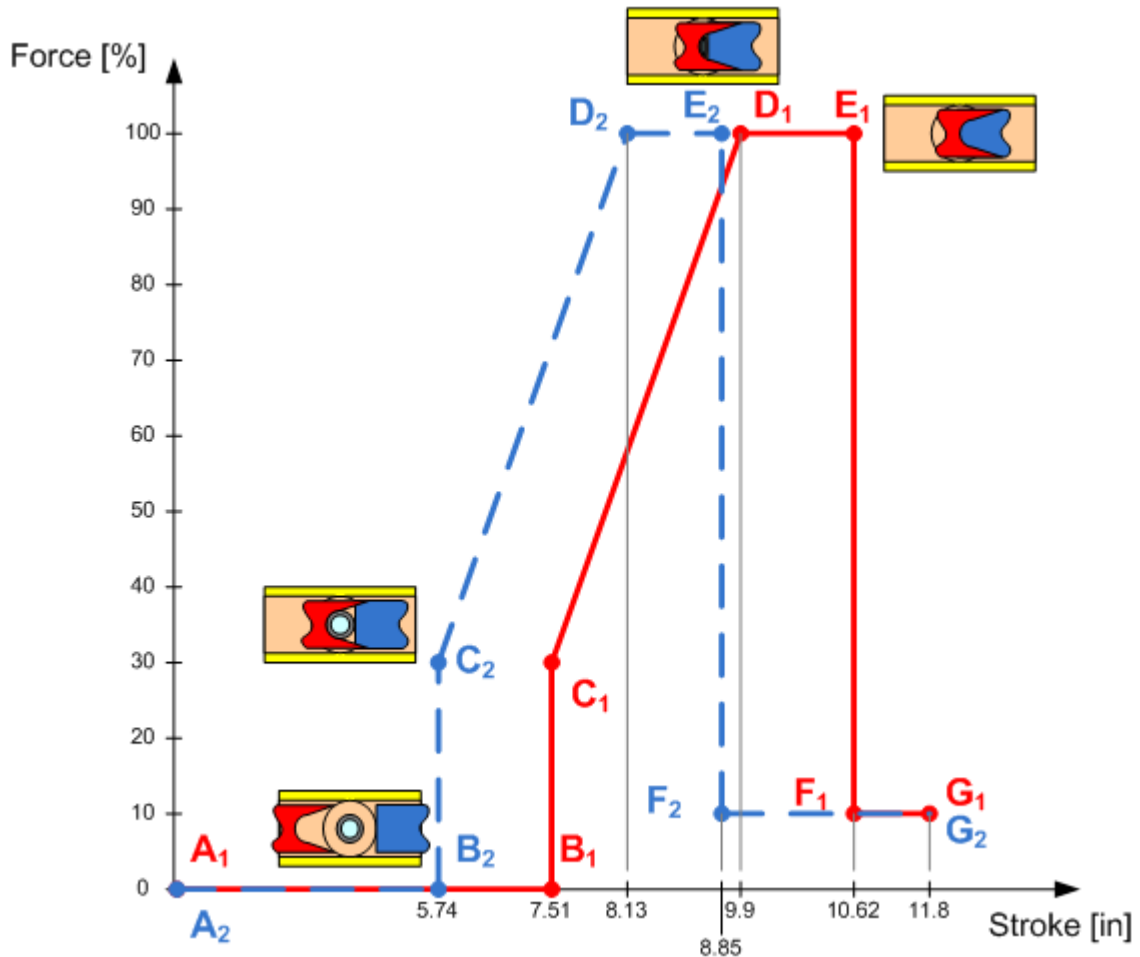 Force [%]
D₂ E₂ D₁ E₁
100
90
80
70
60
50
40
30
C₂
C₁
20
10
F₂ F₁ G₁
G₂
A₁ B₂ B₁
0
A₂
5.74 7.51 8.13 9.9 10.62 11.8 Stroke [in]
8.85